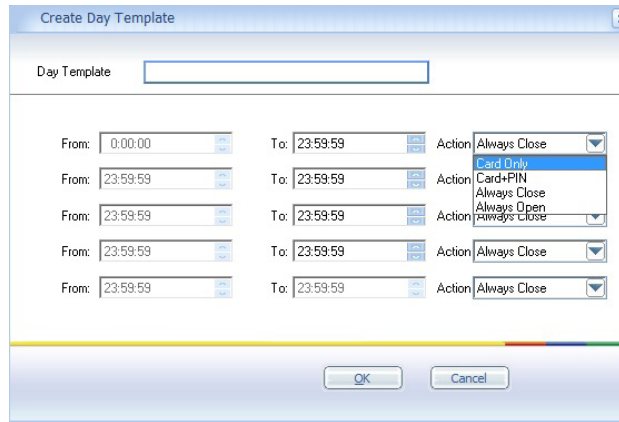 Create Day Template
Day Template
From: 0:00:00 To: 23:59:59 Action Always Close
Card Only
From: 23:59:59 To: 23:59:59 Action Card+PIN
Always Close
Always Open
From: 23:59:59 To: 23:59:59 Action Always Close
From: 23:59:59 To: 23:59:59 Action Always Close
From: 23:59:59 To: 23:59:59 Action Always Close
OK Cancel